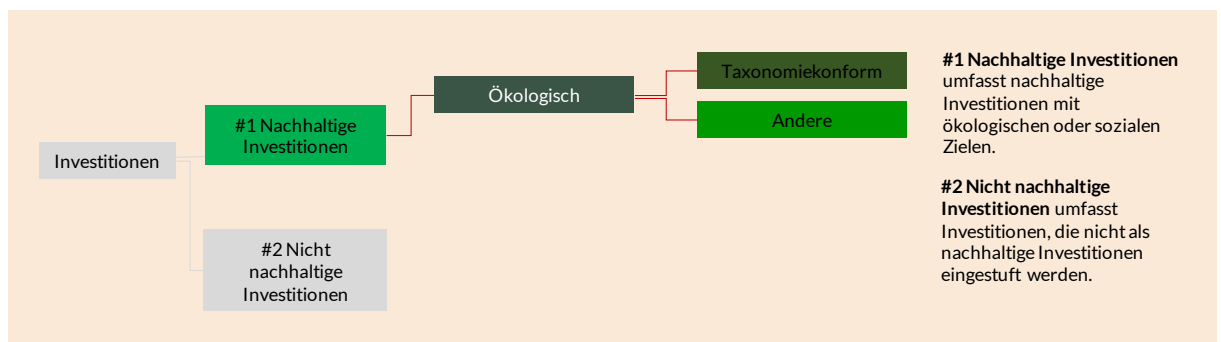 Investitionen
#1 Nachhaltige
Investitionen
#2 Nicht
nachhaltige
Investitionen
Ökologisch
Taxonomiekonform
Andere
#1 Nachhaltige Investitionen
umfasst nachhaltige
Investitionen mit
ökologischen oder sozialen
Zielen.
#2 Nicht nachhaltige
Investitionen umfasst
Investitionen, die nicht als
nachhaltige Investitionen
eingestuft werden.